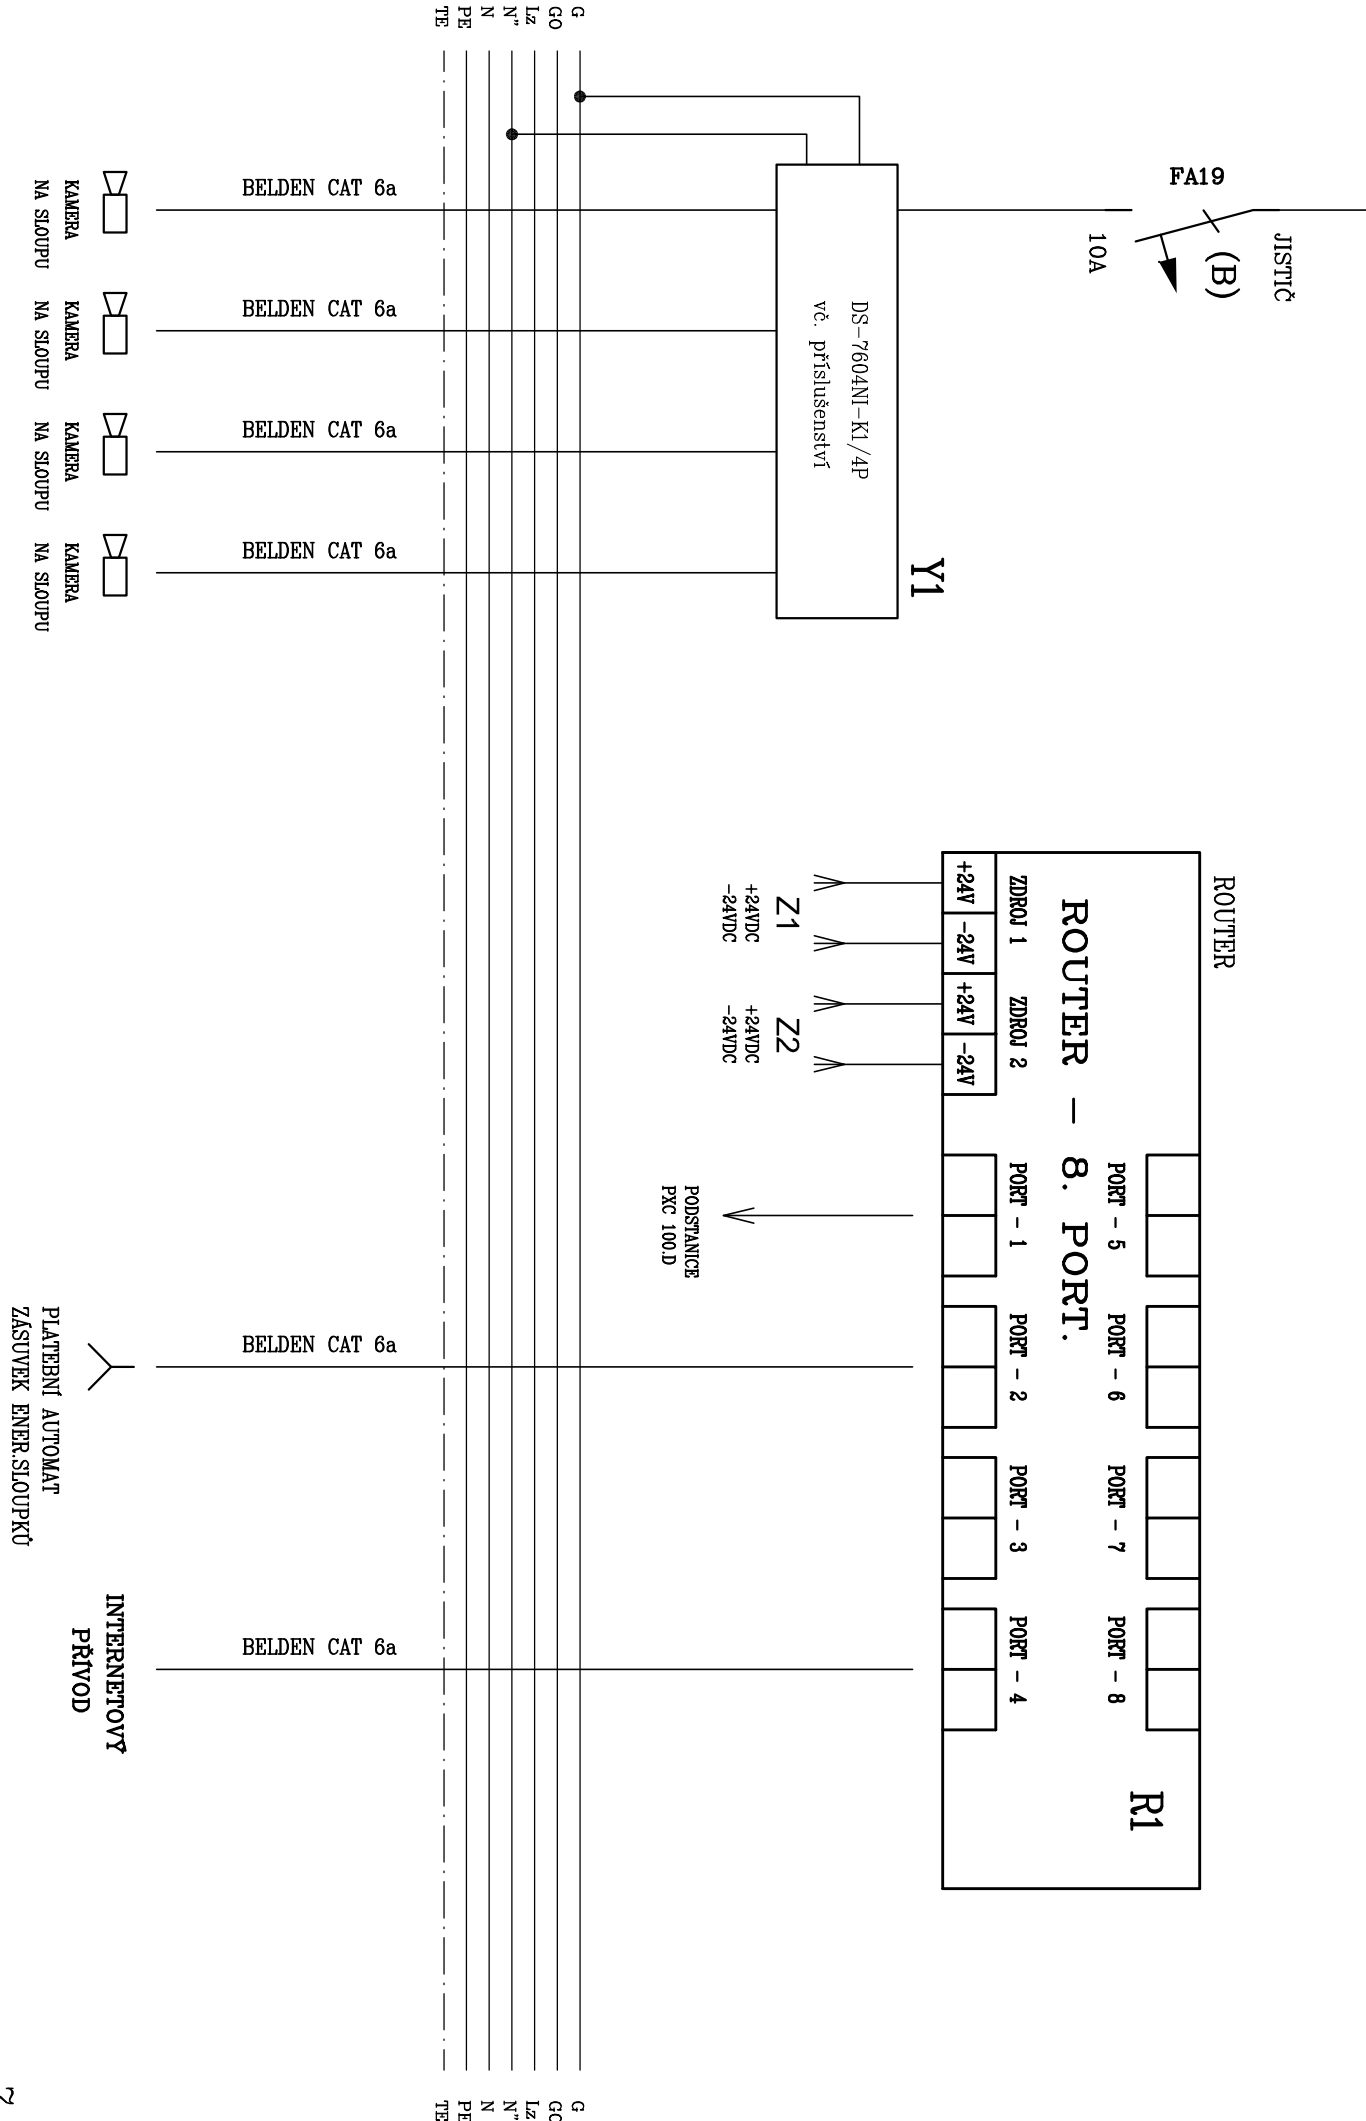 JISTIČ
FA19
(B)
10A
DS-7604NI-K1/4P
vč. příslušenství
Y1
ROUTER
R1
PORT - 5
PORT - 6
PORT - 7
PORT - 8
ROUTER - 8. PORT.
ZDROJ 1
ZDROJ 2
PORT - 1
PORT - 2
PORT - 3
PORT - 4
+24V
-24V
+24V
-24V
Z1
+24VDC
-24VDC
Z2
+24VDC
-24VDC
PODSTANICE
PXC 100.D
G
GO
Lz
N"
N
PE
TE
G
GO
Lz
N"
N
PE
TE
BELDEN CAT 6a
BELDEN CAT 6a
BELDEN CAT 6a
BELDEN CAT 6a
BELDEN CAT 6a
BELDEN CAT 6a
KAMERA
NA SLOUPU
KAMERA
NA SLOUPU
KAMERA
NA SLOUPU
KAMERA
NA SLOUPU
PLATEBNÍ AUTOMAT
ZÁSUVEK ENER.SLOUPKŮ
INTERNETOVÝ
PŘÍVOD
7